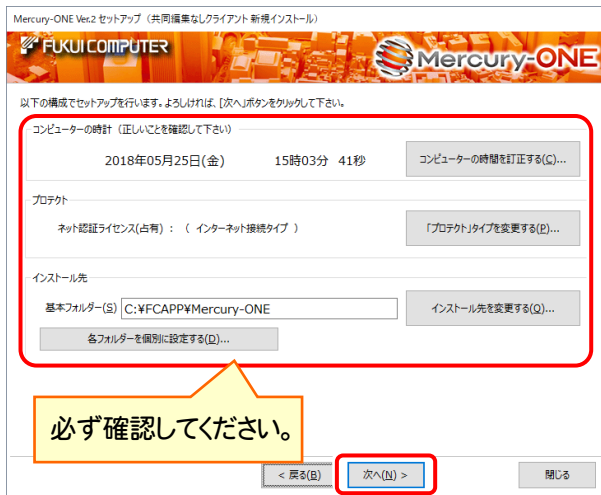 Mercury-ONE Ver.2 セットアップ（共同編集なしクライアント 新規インストール）
FUKUI COMPUTER
Mercury-ONE
以下の構成でセットアップを行います。よろしければ、[次へ]ボタンをクリックして下さい。
コンピューターの時計（正しいことを確認して下さい）
2018年05月25日(金) 15時03分 41秒 コンピューターの時間を訂正する(C)...
プロテクト
ネット認証ライセンス(占有) : （ インターネット接続タイプ ） 「プロテクト」タイプを変更する(P)...
インストール先
基本フォルダー(S) C:¥FCAPP¥Mercury-ONE インストール先を変更する(Q)...
各フォルダーを個別に設定する(D)...
必ず確認してください。
< 戻る(B) 次へ(N) > 閉じる